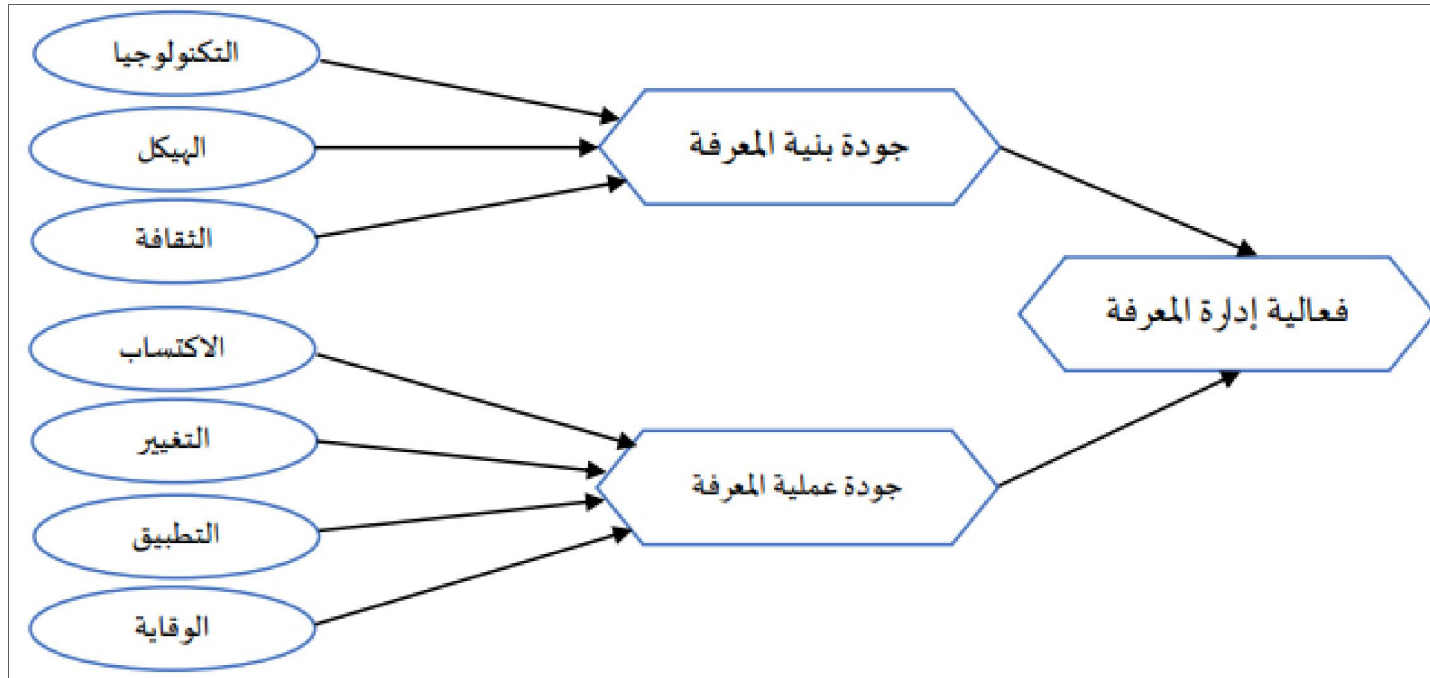 التكنولوجيا
الهيكل
الثقافة
جودة بنية المعرفة
فعالية إدارة المعرفة
الاكتساب
التغيير
التطبيق
الوقاية
جودة عملية المعرفة